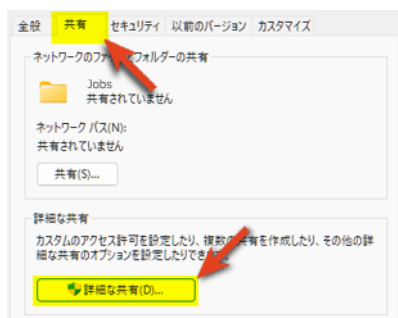 全般 共有 セキュリティ 以前のバージョン カスタマイズ
ネットワークのファ とフォルダーの共有
Jobs
共有されていません
ネットワーク パス(N):
共有されていません
共有(S)...
詳細な共有
カスタムのアクセス許可を設定したり、複数の共有を作成したり、その他の詳
細な共有のオプションを設定したりでき
詳細な共有(D)...